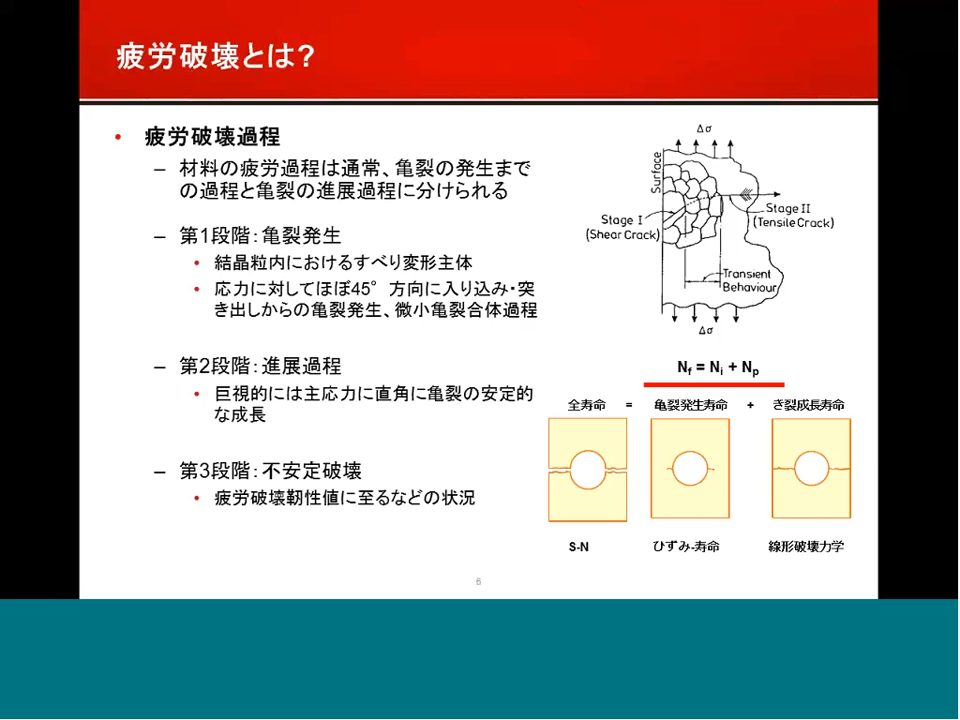 疲労破壊とは?
• 疲労破壊過程
– 材料の疲労過程は通常、亀裂の発生まで
の過程と亀裂の進展過程に分けられる
– 第1段階:亀裂発生
• 結晶粒内におけるすべり変形主体
• 応力に対してほぼ45°方向に入り込み・突
き出しからの亀裂発生、微小亀裂合体過程
– 第2段階:進展過程
• 巨視的には主応力に直角に亀裂の安定的
な成長
– 第3段階:不安定破壊
• 疲労破壊靭性値に至るなどの状況
Δσ
Surface
Stage I
(Shear Crack)
Stage II
(Tensile Crack)
Transient
Behaviour
Δσ
Nf = Ni + Np
全寿命 = 亀裂発生寿命 + き裂成長寿命
S-N ひずみ-寿命 線形破壊力学
6